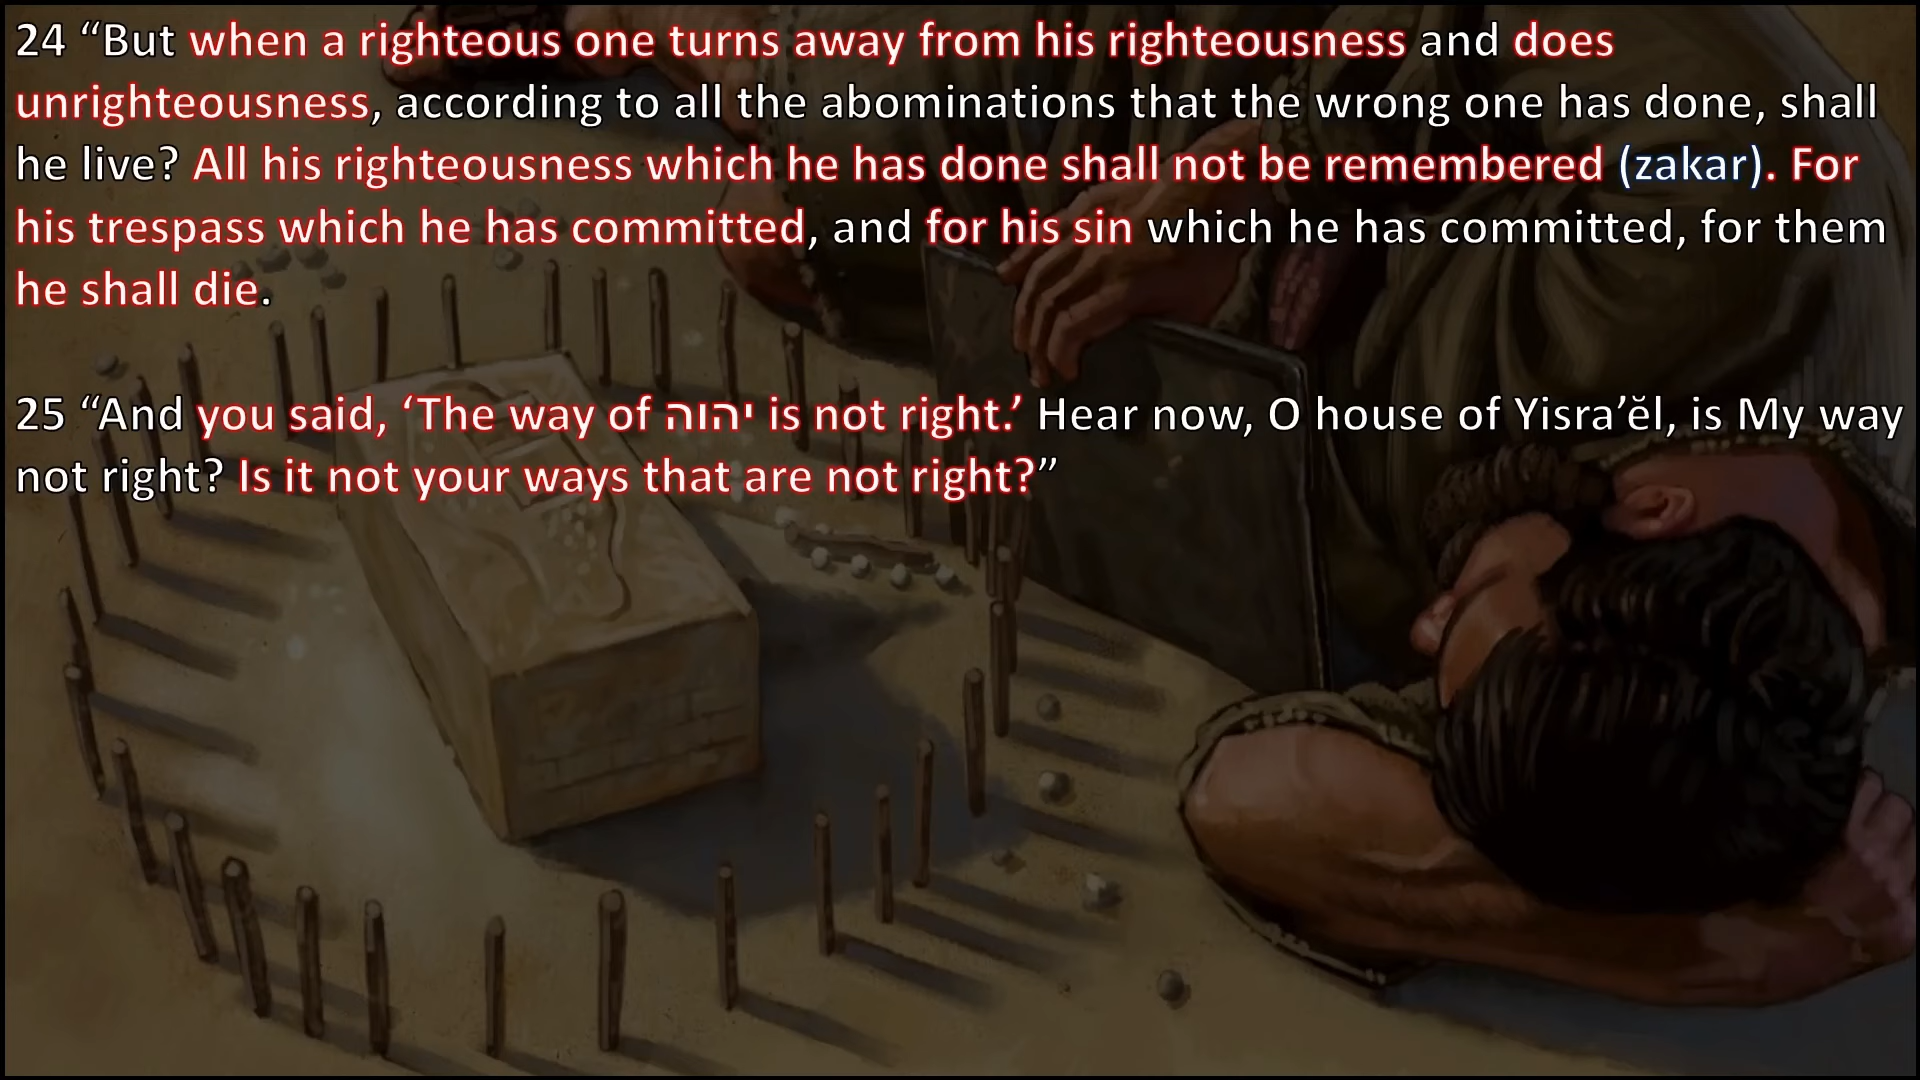 24 “But when a righteous one turns away from his righteousness and does
unrighteousness, according to all the abominations that the wrong one has done, shall
he live? All his righteousness which he has done shall not be remembered (zakar). For
his trespass which he has committed, and for his sin which he has committed, for them
he shall die.
25 “And you said, ‘The way of יהוה is not right.’ Hear now, O house of Yisra’ĕl, is My way
not right? Is it not your ways that are not right?”